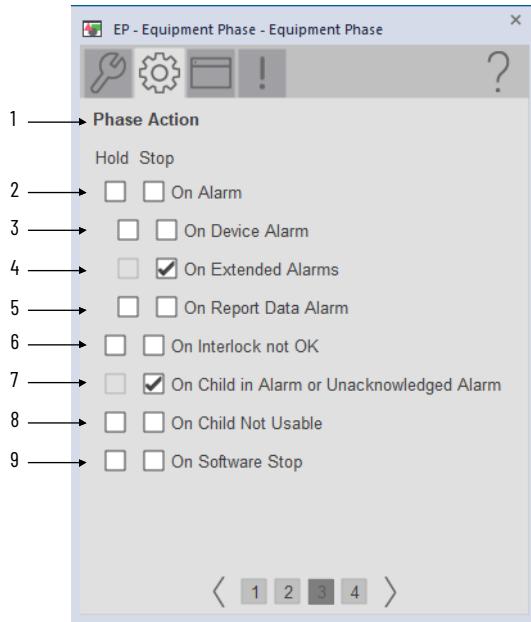 EP - Equipment Phase - Equipment Phase
1 Phase Action
Hold Stop
2 On Alarm
3 On Device Alarm
4 On Extended Alarms
5 On Report Data Alarm
6 On Interlock not OK
7 On Child in Alarm or Unacknowledged Alarm
8 On Child Not Usable
9 On Software Stop
1 2 3 4